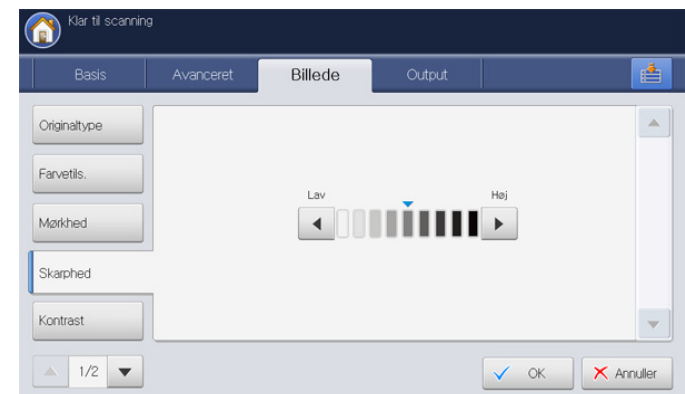 Klar til scanning
Basis
Avanceret
Billede
Output
Originaltype
Farvetils.
Mørkhed
Skarphed
Kontrast
Lav
Høj
1/2
OK
Annuller